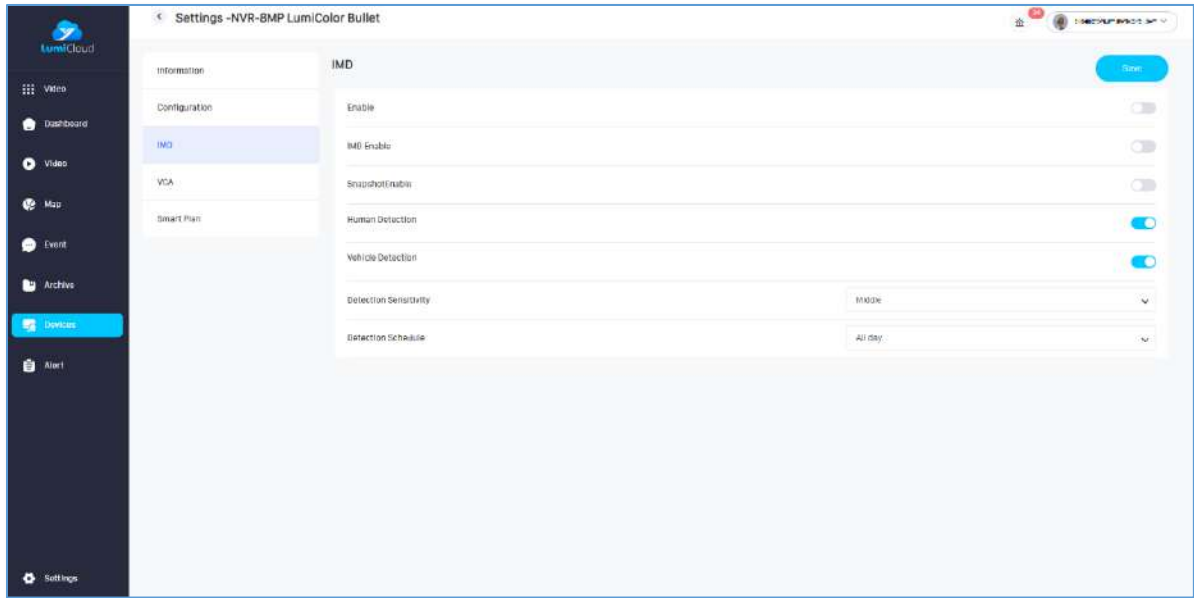 LumiCloud
Settings -NVR-8MP LumiColor Bullet
Video
Dashboard
Video
Map
Event
Archive
Devices
Alert
Settings
Information
Configuration
IMD
VCA
Smart Plan
IMD
Save
Enable
IMD Enable
SnapshotEnable
Human Detection
Vehicle Detection
Detection Sensitivity
Middle
Detection Schedule
All day